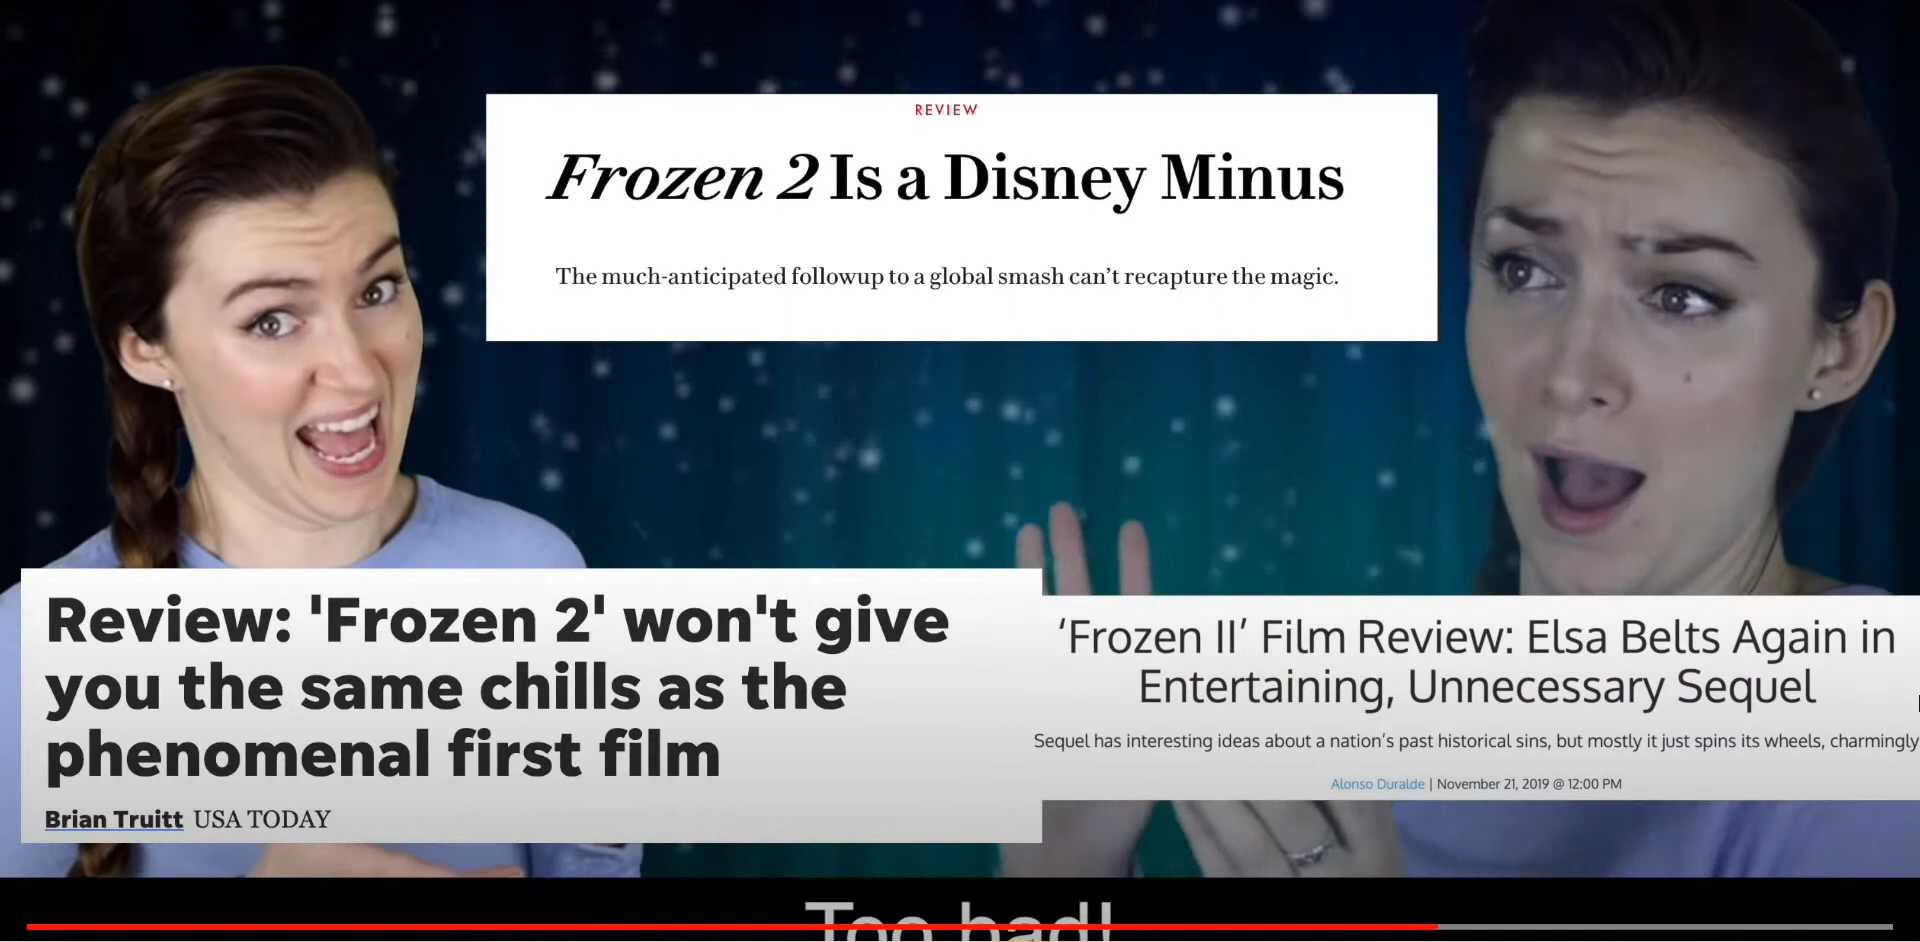 REVIEW
Frozen 2 Is a Disney Minus
The much-anticipated followup to a global smash can't recapture the magic.
Review: 'Frozen 2' won't give
you the same chills as the
phenomenal first film
Brian Truitt USA TODAY
‘Frozen II’ Film Review: Elsa Belts Again in
Entertaining, Unnecessary Sequel
Sequel has interesting ideas about a nation's past historical sins, but mostly it just spins its wheels, charmingly
Alonso Duralde | November 21, 2019 @ 12:00 PM
Too bad!